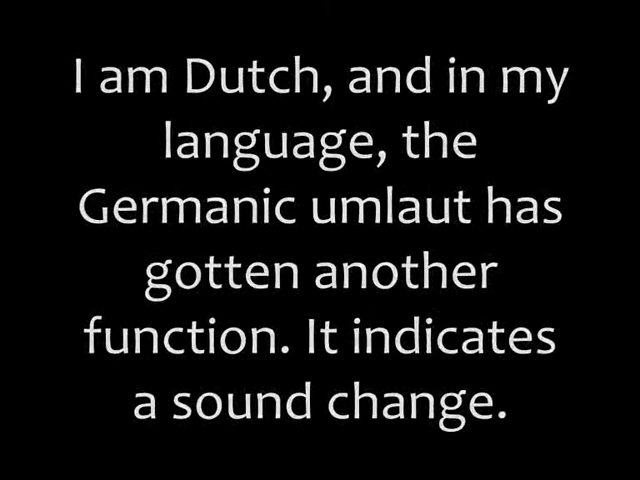 I am Dutch, and in my
language, the
Germanic umlaut has
gotten another
function. It indicates
a sound change.